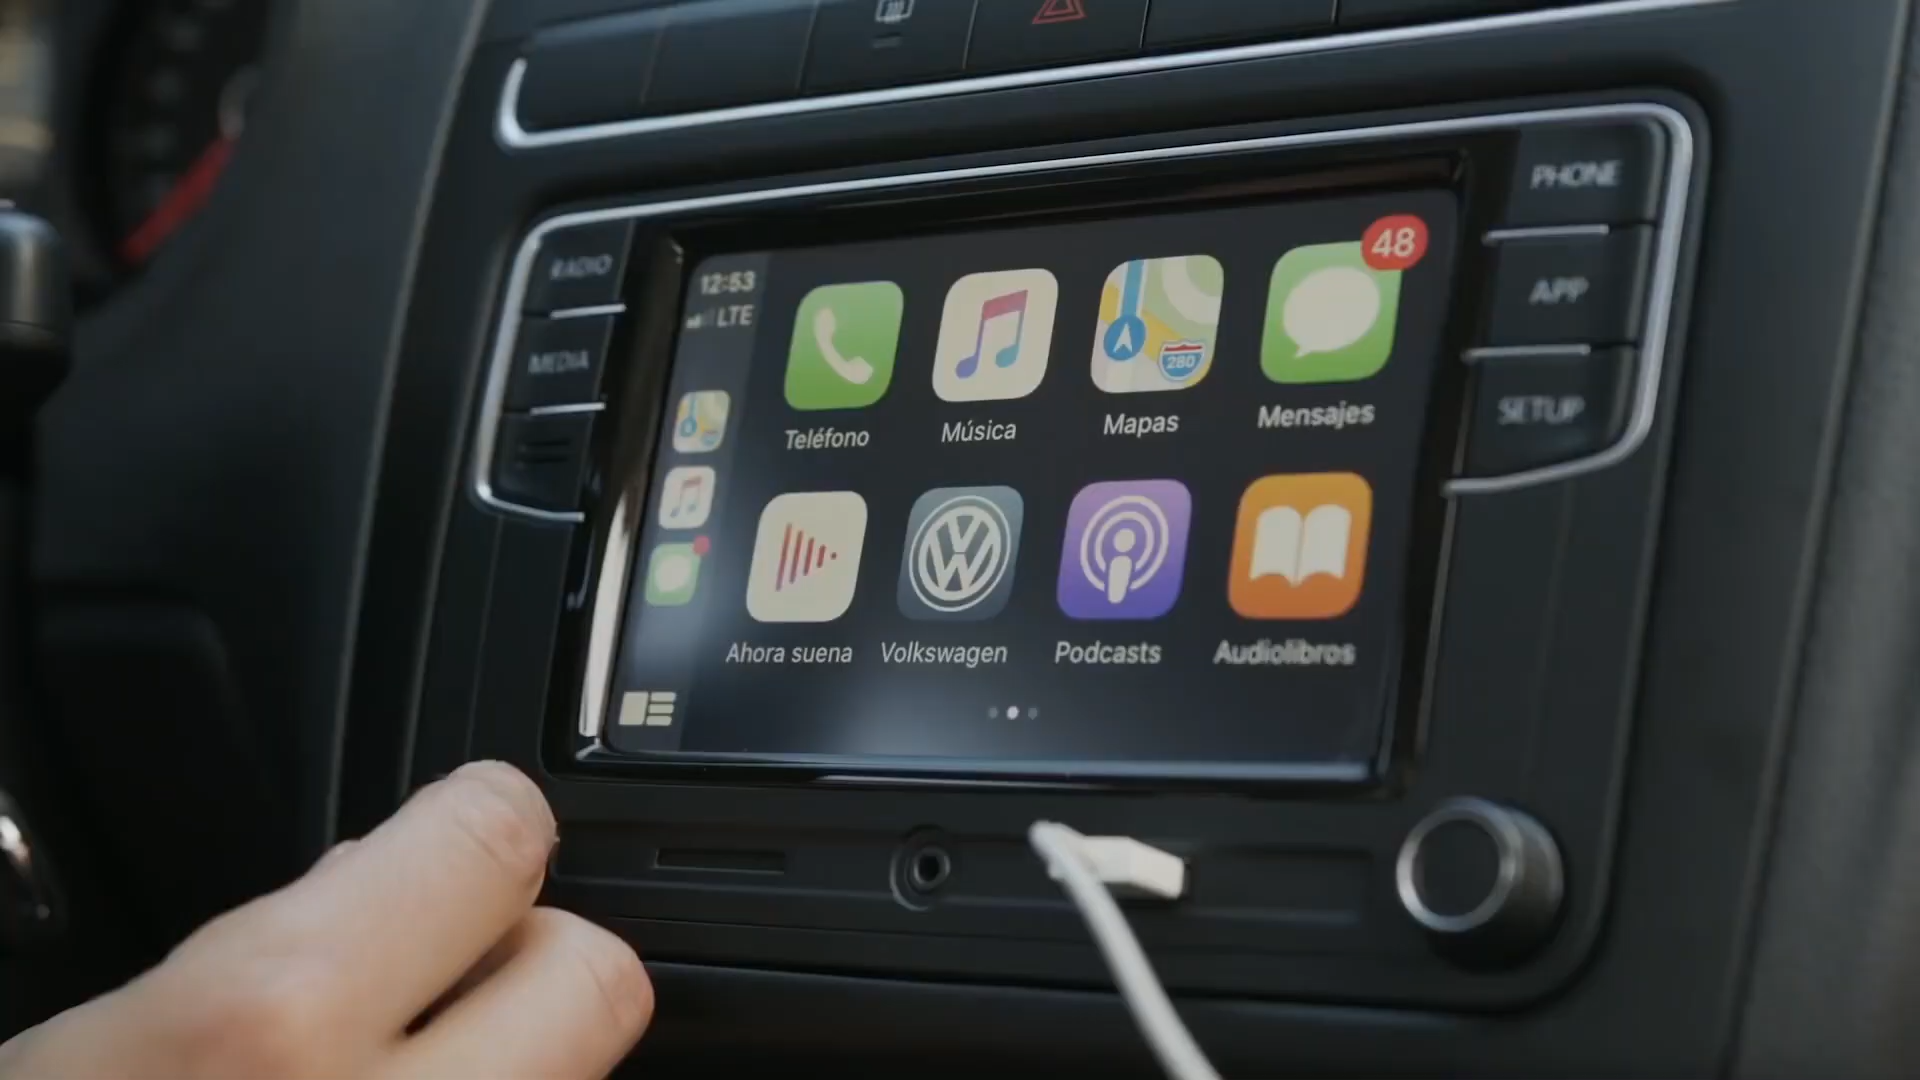 RADIO
MEDIA
PHONE
APP
SETUP
12:53
LTE
48
280
Teléfono
Música
Mapas
Mensajes
Ahora suena
Volkswagen
Podcasts
Audiolibros